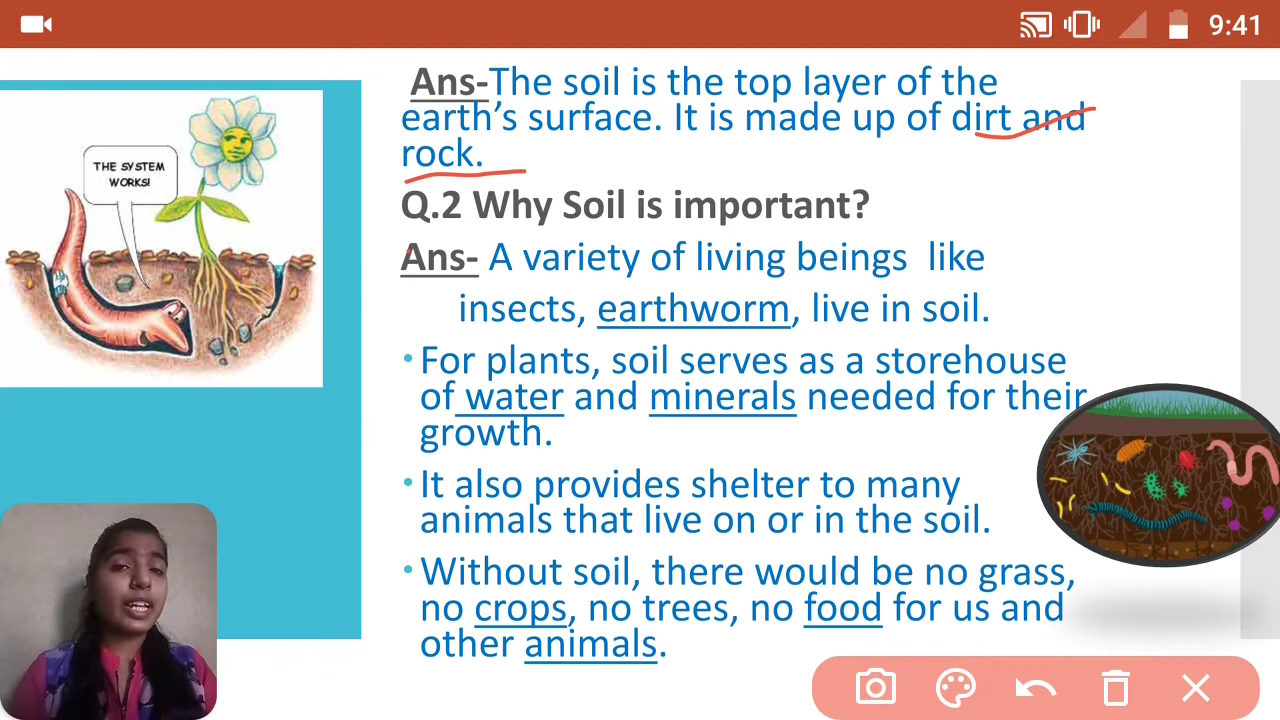 9:41
Ans-The soil is the top layer of the
earth’s surface. It is made up of dirt and
rock.
THE SYSTEM
WORKS!
Q.2 Why Soil is important?
Ans- A variety of living beings like
insects, earthworm, live in soil.
•For plants, soil serves as a storehouse
of water and minerals needed for their
growth.
•It also provides shelter to many
animals that live on or in the soil.
•Without soil, there would be no grass,
no crops, no trees, no food for us and
other animals.